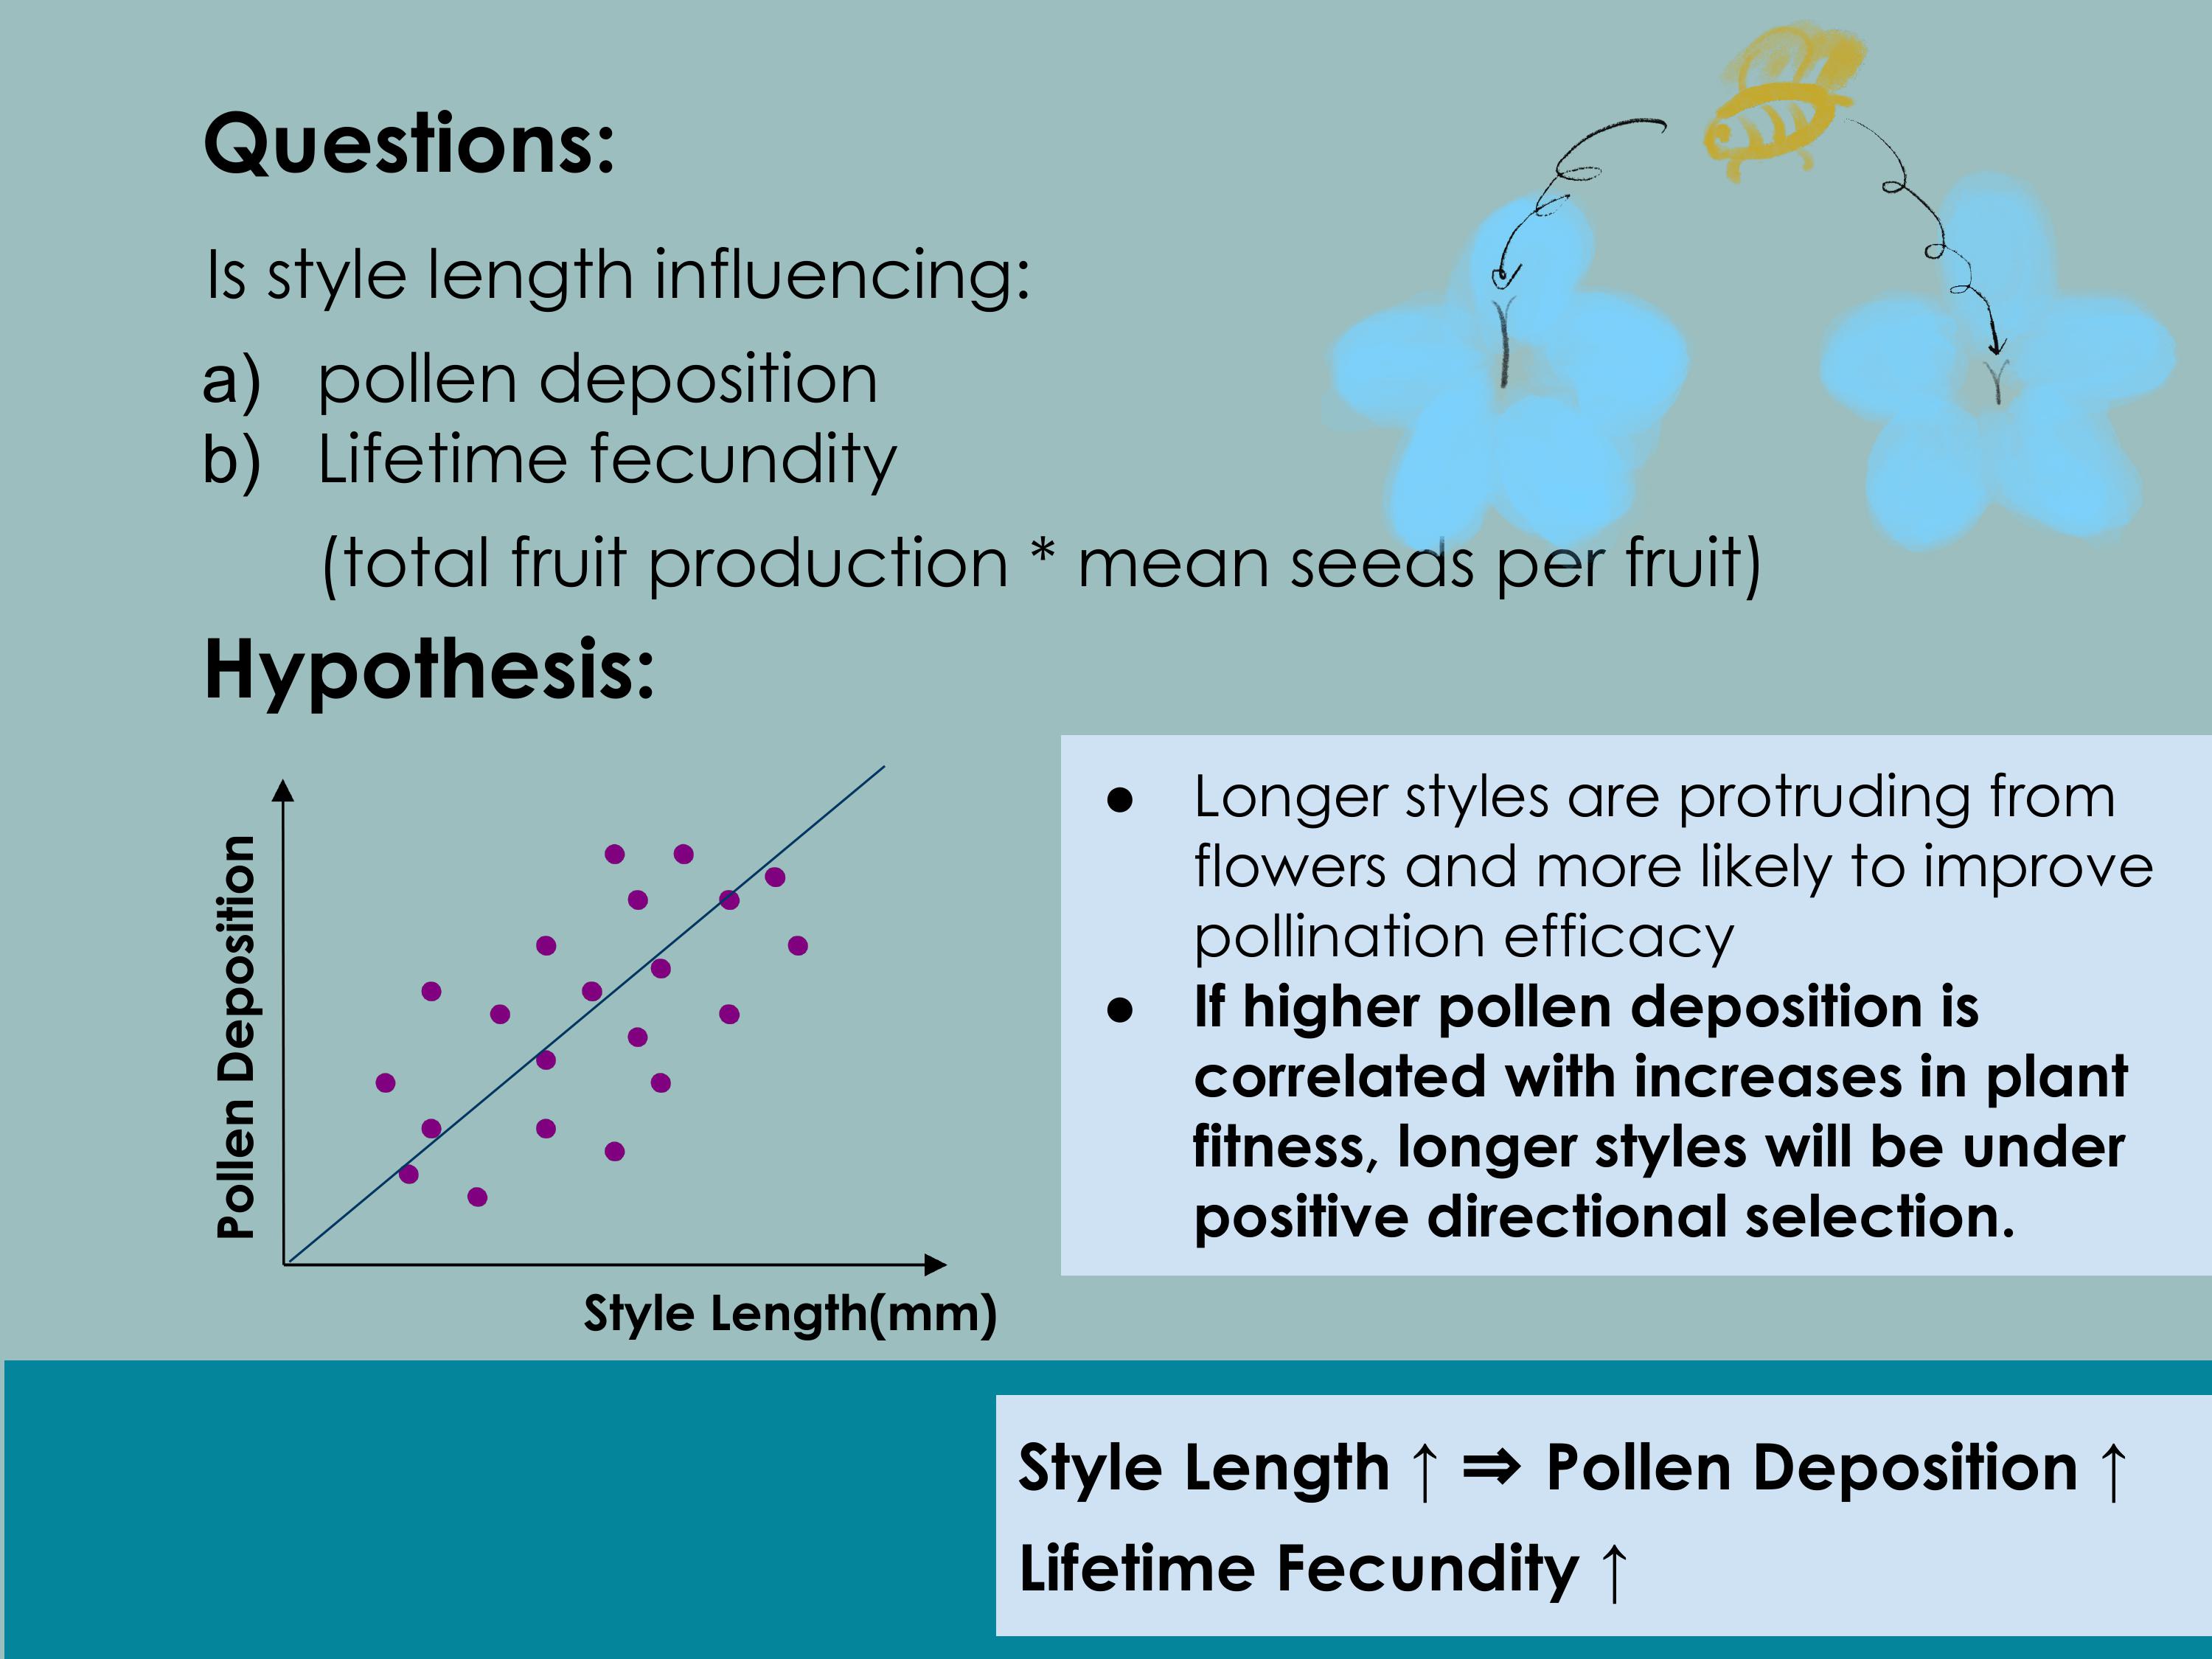 Questions:
Is style length influencing:
a) pollen deposition
b) Lifetime fecundity
(total fruit production * mean seeds per fruit)
Hypothesis:
Pollen Deposition
Style Length(mm)
● Longer styles are protruding from
flowers and more likely to improve
pollination efficacy
● If higher pollen deposition is
correlated with increases in plant
fitness, longer styles will be under
positive directional selection.
Style Length ↑ ⇒ Pollen Deposition ↑
Lifetime Fecundity ↑